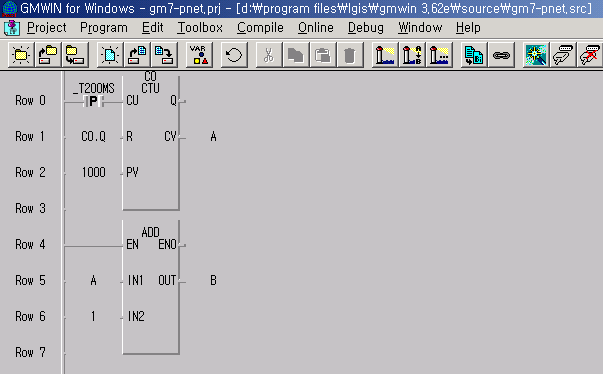 GMWIN for Windows - gm7-pnet,prj - [d:₩program files₩lgis₩gmwin 3,62e₩source₩gm7-pnet,src]
Project Program Edit Toolbox Compile Online Debug Window Help
VAR
C0
_T200MS CTU
Row 0 P CU Q
Row 1 C0.Q R CV A
Row 2 1000 PV
Row 3
ADD
Row 4 EN ENO
Row 5 A IN1 OUT B
Row 6 1 IN2
Row 7